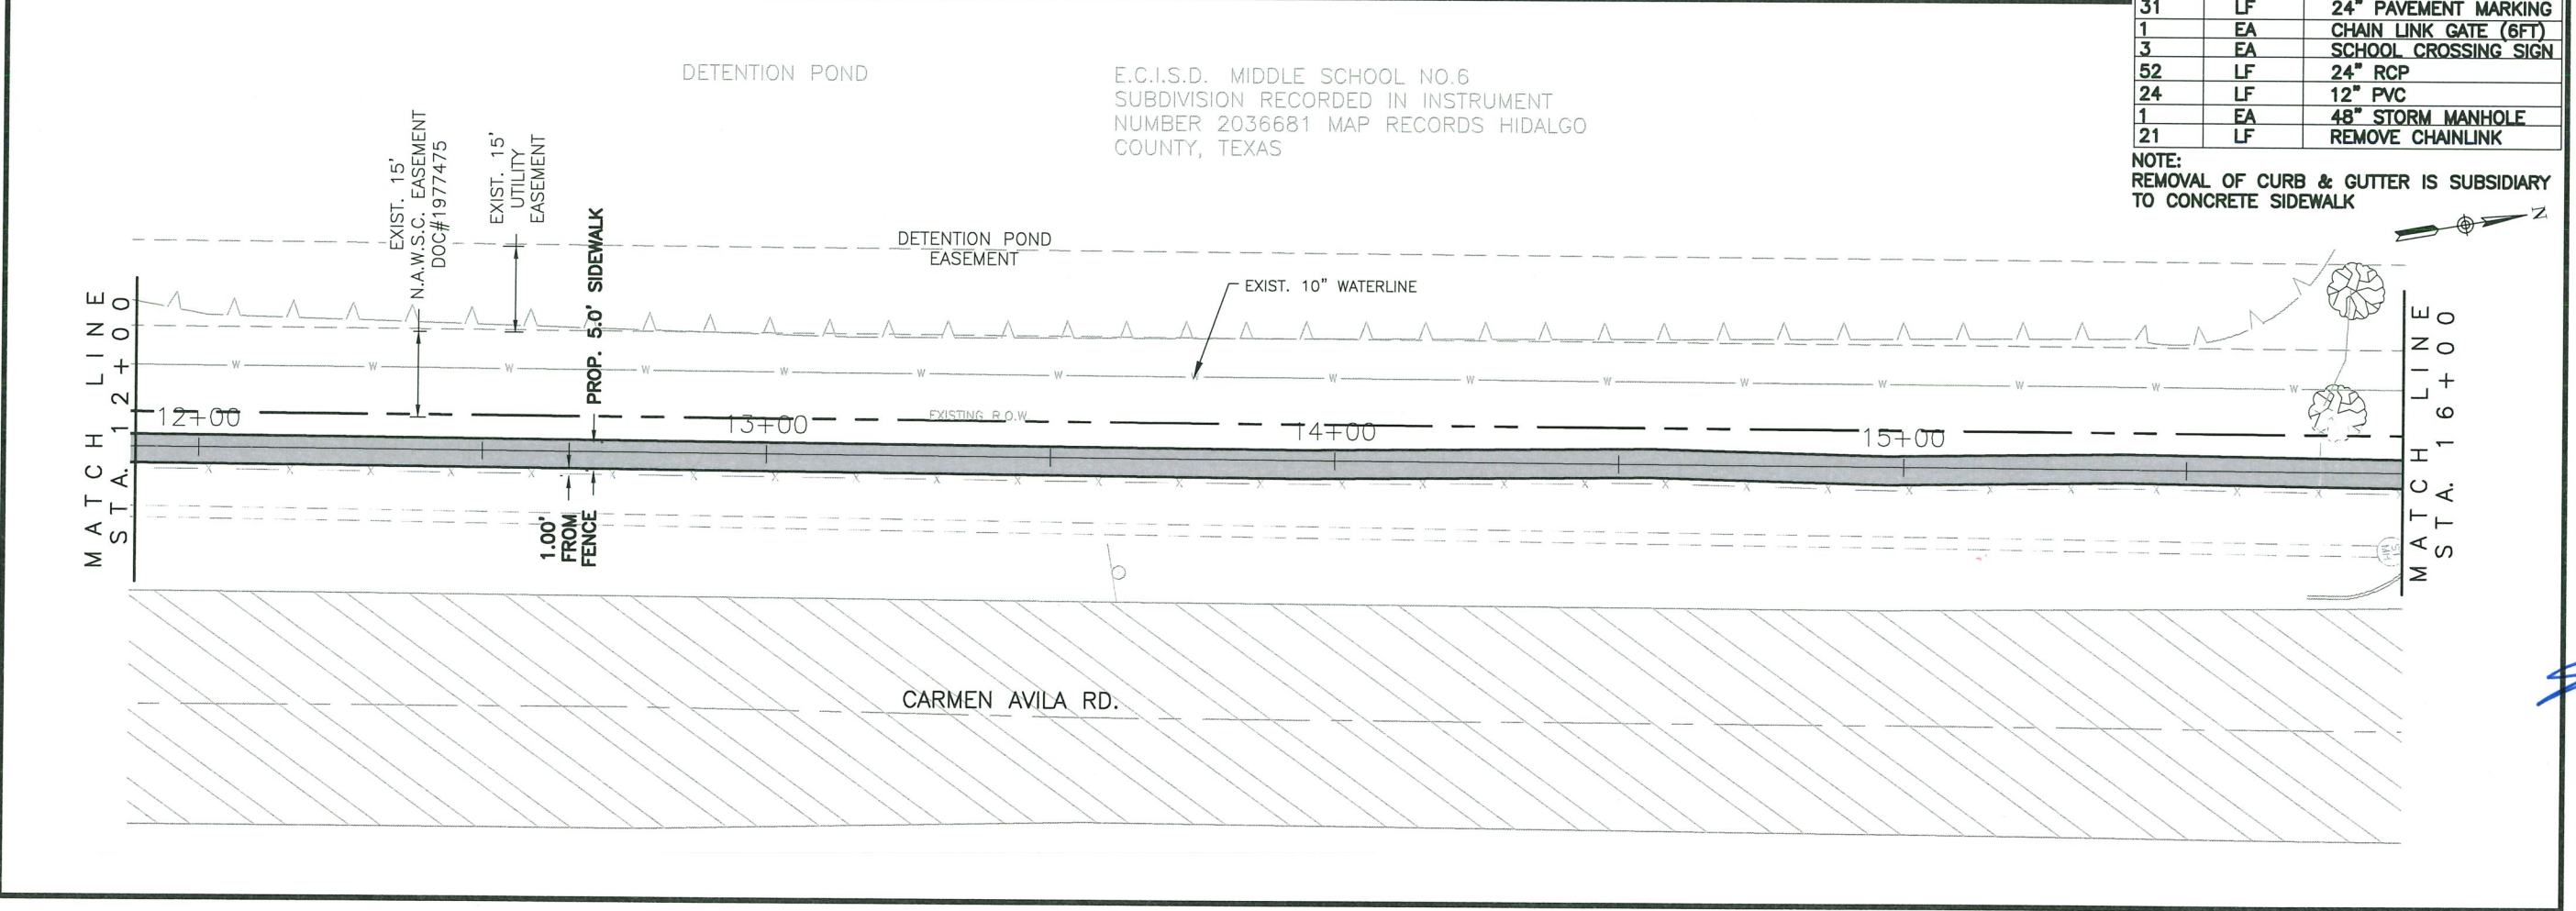 31 LF 24" PAVEMENT MARKING
1 EA CHAIN LINK GATE (6FT)
3 EA SCHOOL CROSSING SIGN
52 LF 24" RCP
24 LF 12" PVC
1 EA 48" STORM MANHOLE
21 LF REMOVE CHAINLINK
NOTE:
REMOVAL OF CURB & GUTTER IS SUBSIDIARY
TO CONCRETE SIDEWALK
N
DETENTION POND
E.C.I.S.D. MIDDLE SCHOOL NO.6
SUBDIVISION RECORDED IN INSTRUMENT
NUMBER 2036681 MAP RECORDS HIDALGO
COUNTY, TEXAS
EXIST. 15'
N.A.W.S.C. EASEMENT
DOC#1977475
EXIST. 15'
UTILITY
EASEMENT
PROP. 5.0' SIDEWALK
DETENTION POND
EASEMENT
EXIST. 10" WATERLINE
MATCH LINE
STA. 12+00
W W W W W W W W W W W W W W W W
EXISTING R.O.W.
12+00
13+00
14+00
15+00
1.00'
FROM
FENCE
MATCH LINE
STA. 16+00
CARMEN AVILA RD.